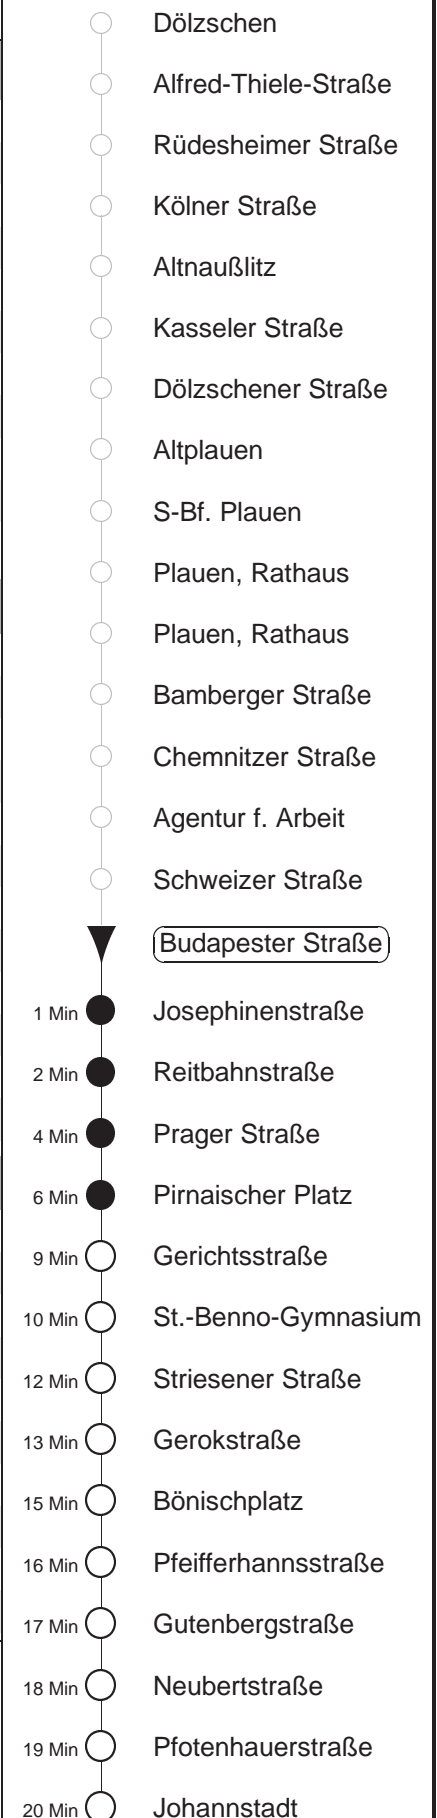 Dölzschen
Alfred-Thiele-Straße
Rüdesheimer Straße
Kölner Straße
Altnaußlitz
Kasseler Straße
Dölzschener Straße
Altplauen
S-Bf. Plauen
Plauen, Rathaus
Plauen, Rathaus
Bamberger Straße
Chemnitzer Straße
Agentur f. Arbeit
Schweizer Straße
Budapester Straße
1 Min Josephinenstraße
2 Min Reitbahnstraße
4 Min Prager Straße
6 Min Pirnaischer Platz
9 Min Gerichtsstraße
10 Min St.-Benno-Gymnasium
12 Min Striesener Straße
13 Min Gerokstraße
15 Min Bönischplatz
16 Min Pfeifferhannsstraße
17 Min Gutenbergstraße
18 Min Neubertstraße
19 Min Pfotenhauerstraße
20 Min Johannstadt